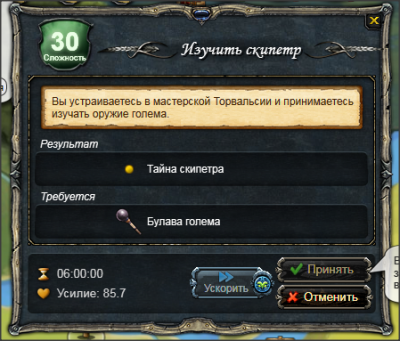 30
Сложность
Изучить скипетр
Вы устраиваетесь в мастерской Торвальсии и принимаетесь
изучать оружие голема.
Результат
Тайна скипетра
Требуется
Булава голема
06:00:00
Усилие: 85.7
Ускорить
Принять
Отменить